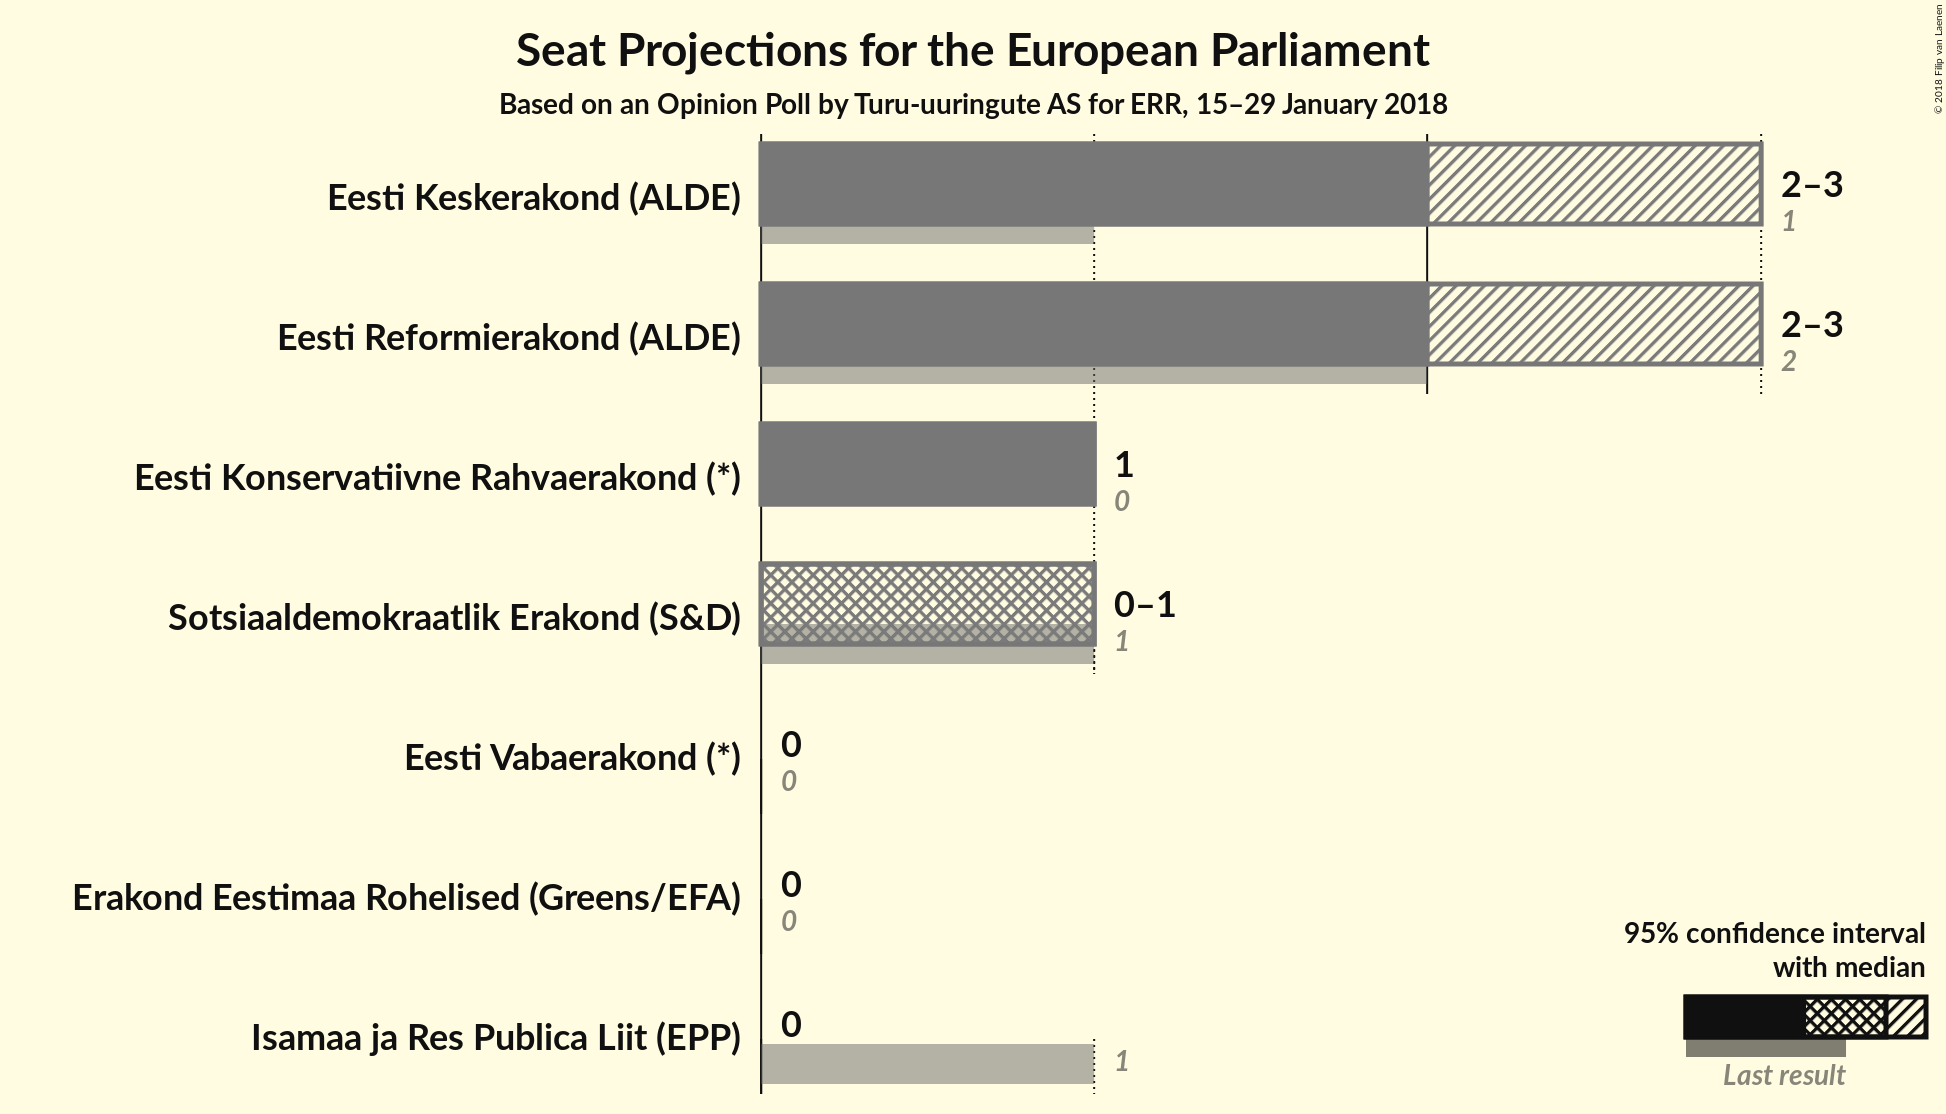 Seat Projections for the European Parliament
Based on an Opinion Poll by Turu-uuringute AS for ERR, 15–29 January 2018
© 2018 Filip van Laenen
Eesti Keskerakond (ALDE)
2–3
1
Eesti Reformierakond (ALDE)
2–3
2
Eesti Konservatiivne Rahvaerakond (*)
1
0
Sotsiaaldemokraatlik Erakond (S&D)
0–1
1
Eesti Vabaerakond (*)
0
0
Erakond Eestimaa Rohelised (Greens/EFA)
0
0
Isamaa ja Res Publica Liit (EPP)
0
1
95% confidence interval
with median
Last result